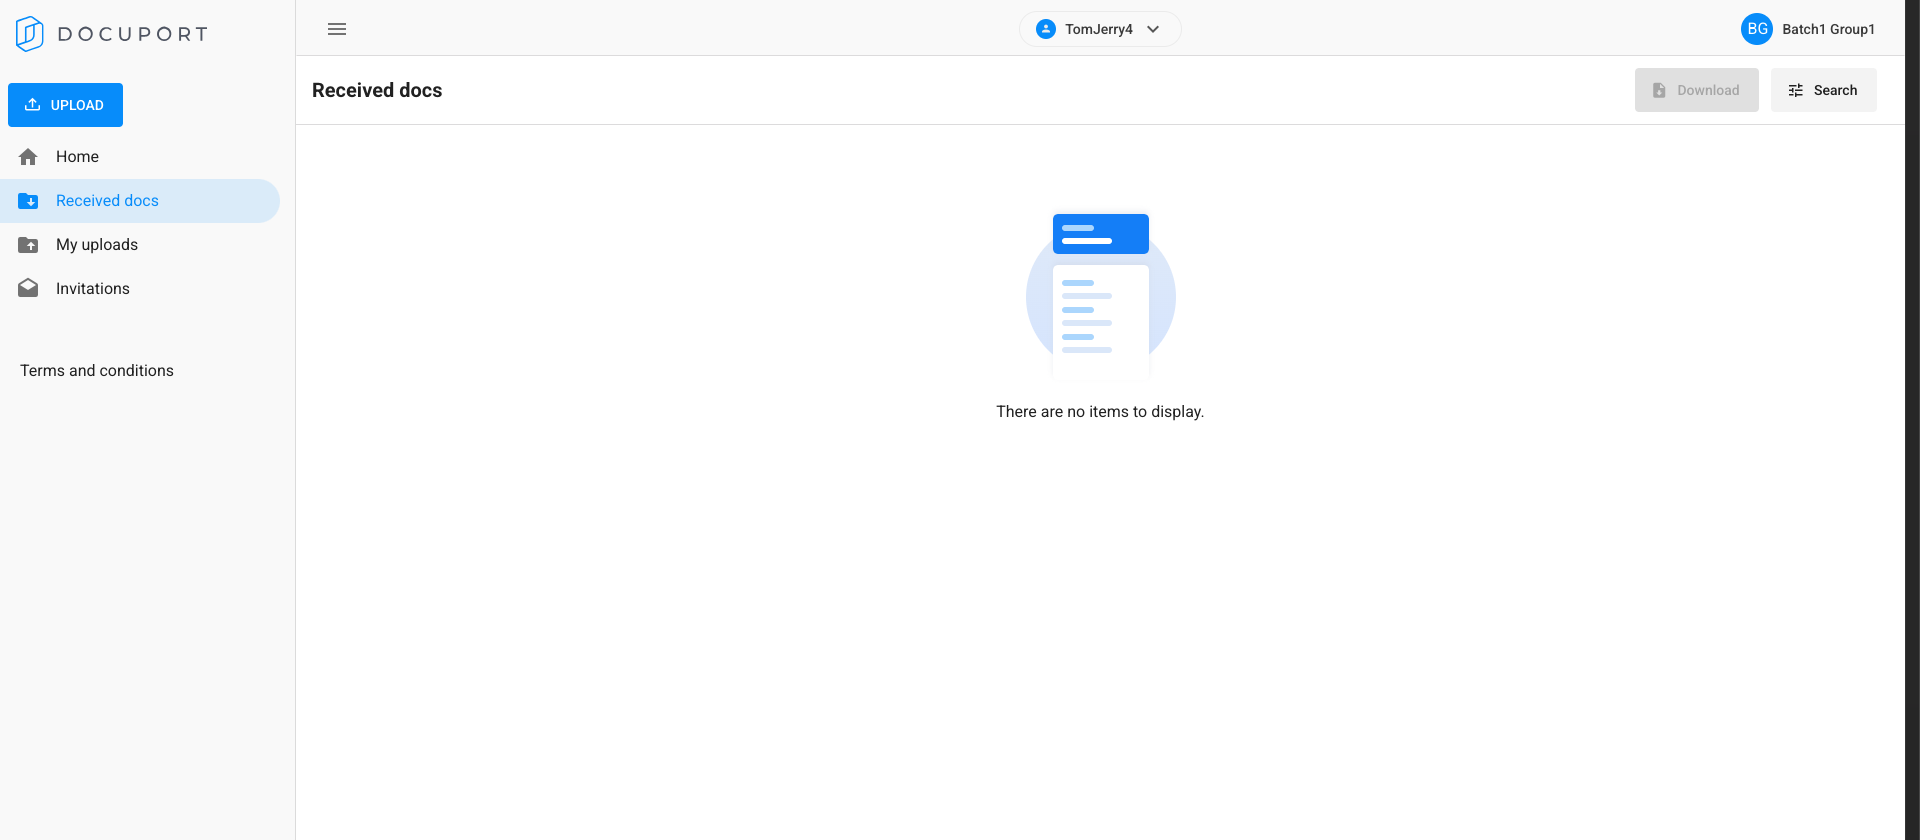 DOCUPORT
UPLOAD
Home
Received docs
My uploads
Invitations
Terms and conditions
TomJerry4
BG Batch1 Group1
Received docs
Download
Search
There are no items to display.